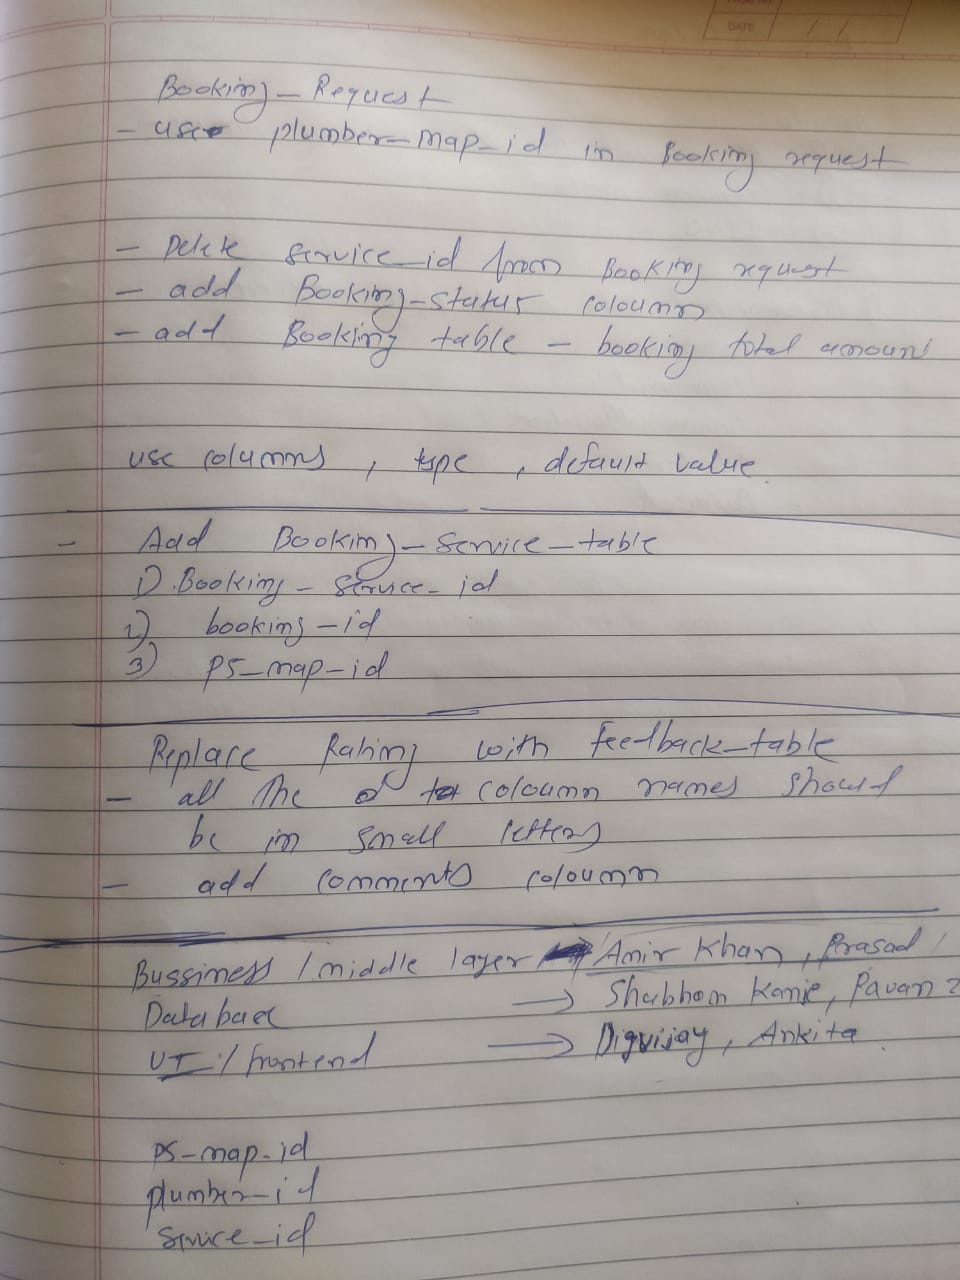 DATE / /
Booking_Request
- use plumber_map_id in Booking request
- Delete service_id from Booking request
- add Booking_status coloumn
- add Booking table - booking total amount
use columns , type , default value.
- Add Booking_Service_table
1) Booking_Service_id
2) booking_id
3) PS_map_id
Replace Rating with feedback_table
- all the coloumn names should
be in small letters
- add comments coloumn
Bussiness / middle layer → Amir Khan, Prasad
Database → Shubham , Pavan
UI / frontend → Digvijay, Ankita
PS_map_id
plumber_id
Service_id